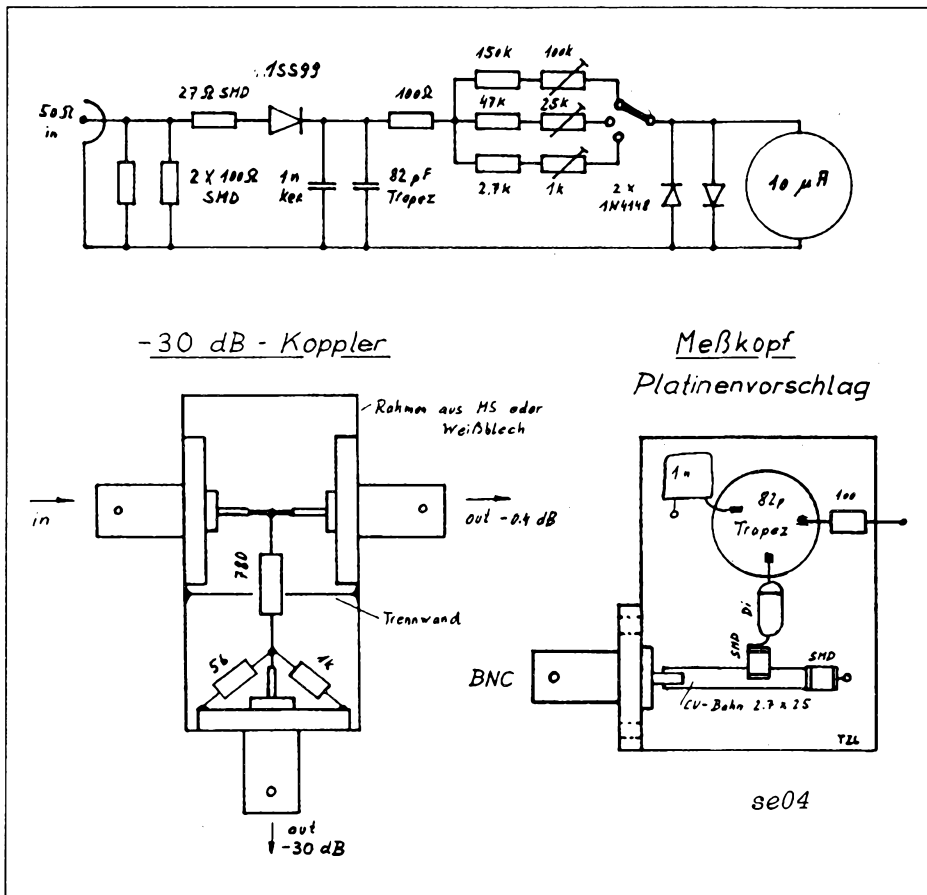 150k
100k
..1SS99
27Ω SMD
100Ω
47k
25k
50Ω
in
2 X 100Ω
SMD
1n
Ker
82pF
Trapez
2.7k
1k
2 x
1N4148
10 µA
-30 dB - Koppler
Meßkopf
Platinenvorschlag
Rahmen aus MS oder
Weißblech
in
out -0.4 dB
780
Trennwand
56
1k
out
-30 dB
1n
82p
Trapez
100
Di
SMD
SMD
BNC
CU-Bahn 2.7 x 25
se04